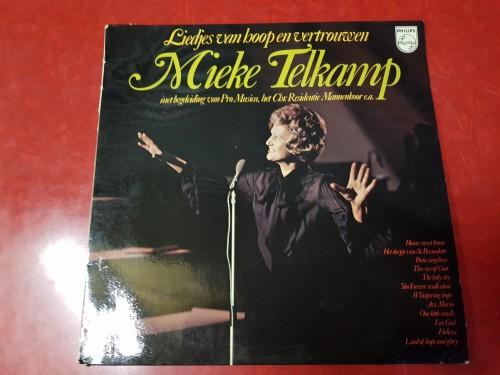 Liedjes van hoop en vertrouwen
PHILIPS
Mieke Telkamp
met begeleiding van Pro Musica, het Chr. Residentie Mannenkoor e.a.
Home sweet home
Het dorpje van St. Bernadette
Panis angelicus
The eyes of God
The holy city
You'll never walk alone
Whispering hope
Ave Maria
One little candle
I see God
I believe
Land of hope and glory